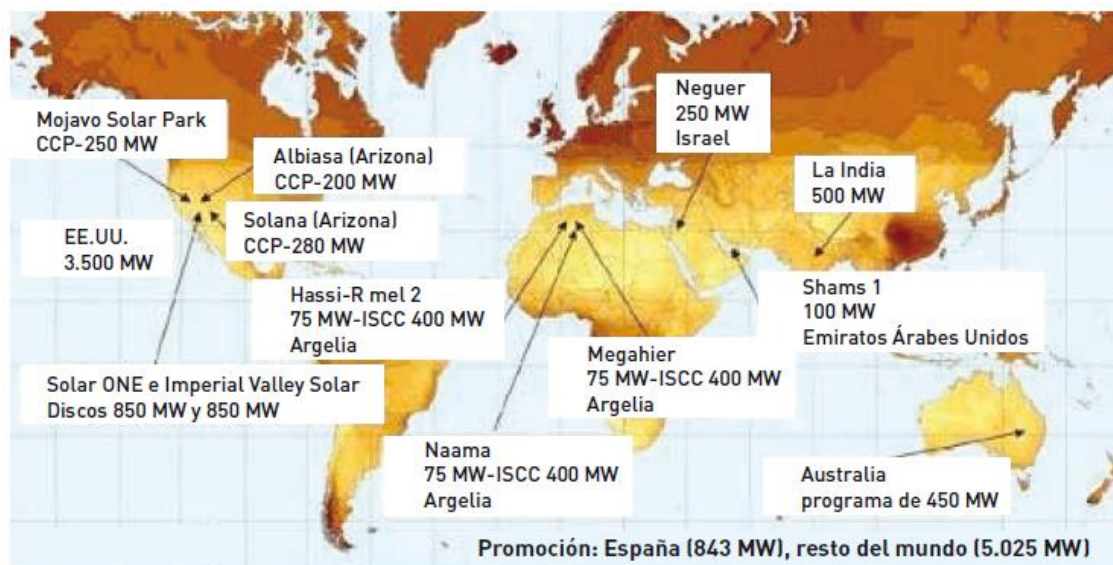 Mojavo Solar Park
CCP-250 MW
Albiasa (Arizona)
CCP-200 MW
Neguer
250 MW
Israel
La India
500 MW
EE.UU.
3.500 MW
Solana (Arizona)
CCP-280 MW
Hassi-R mel 2
75 MW-ISCC 400 MW
Argelia
Shams 1
100 MW
Emiratos Árabes Unidos
Megahier
75 MW-ISCC 400 MW
Argelia
Solar ONE e Imperial Valley Solar
Discos 850 MW y 850 MW
Naama
75 MW-ISCC 400 MW
Argelia
Australia
programa de 450 MW
Promoción: España (843 MW), resto del mundo (5.025 MW)